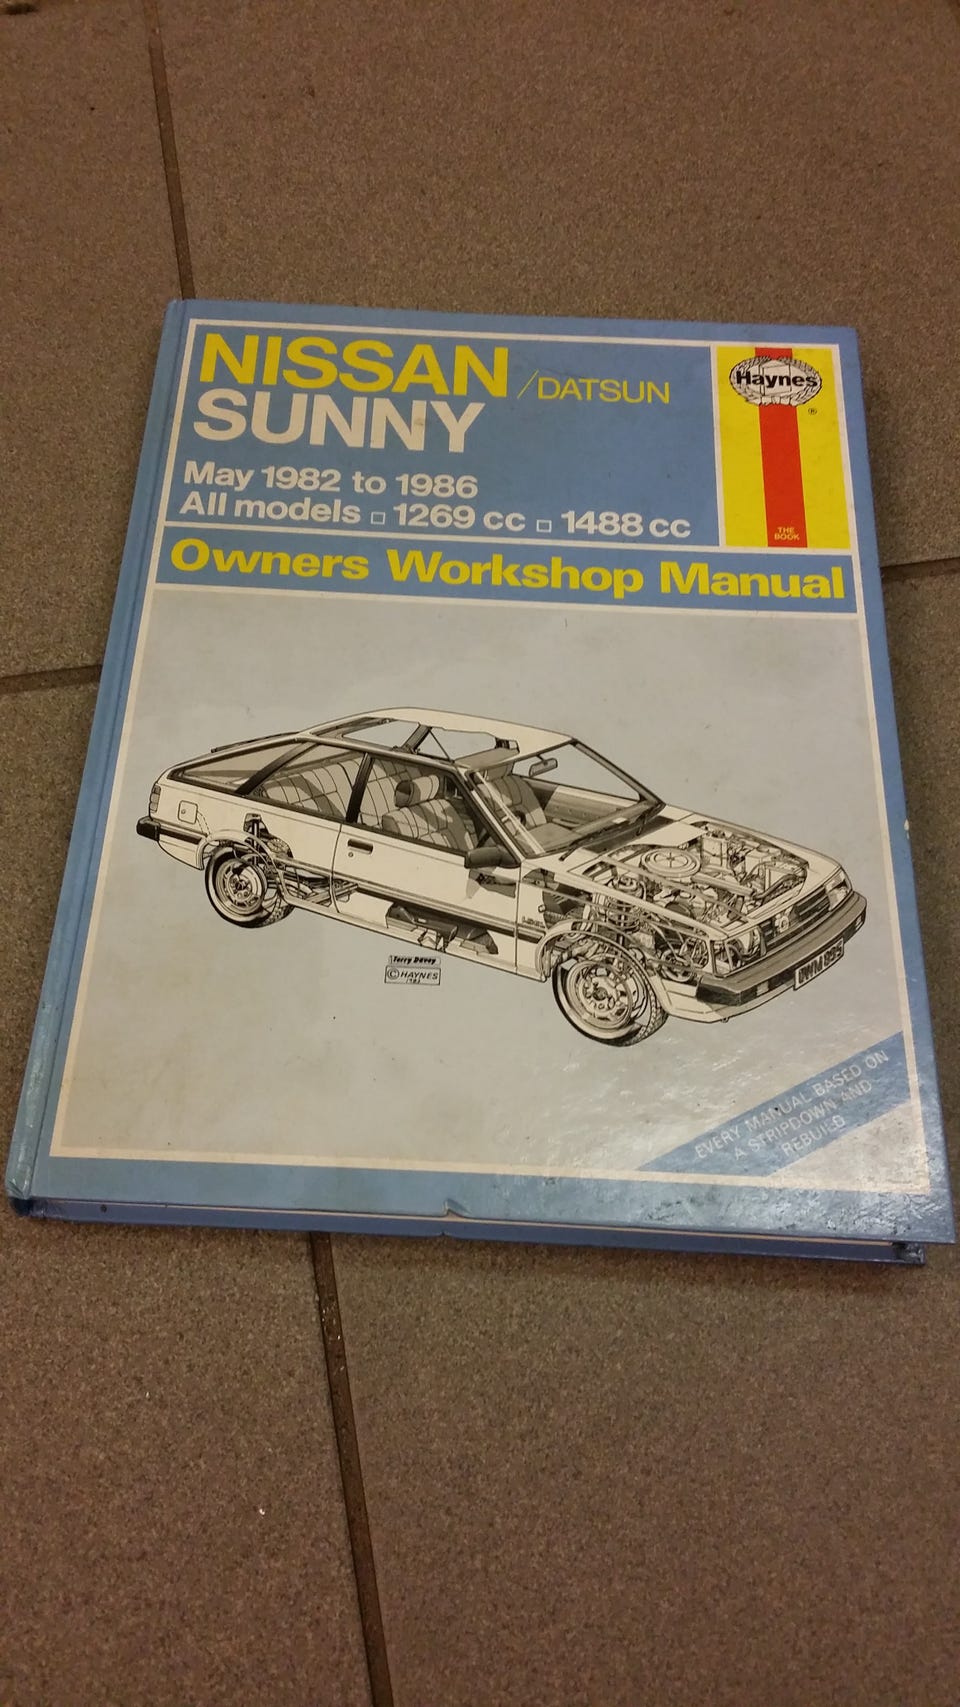 NISSAN /DATSUN
SUNNY
May 1982 to 1986
All models □ 1269 cc □ 1488 cc
Haynes
®
THE
BOOK
Owners Workshop Manual
Terry Davey
© HAYNES
1983
EVERY MANUAL BASED ON
A STRIPDOWN AND
REBUILD